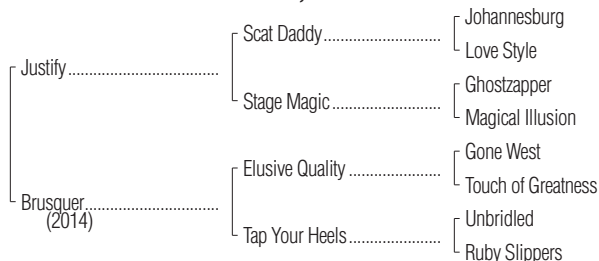 Johannesburg
Scat Daddy
Love Style
Justify
Ghostzapper
Stage Magic
Magical Illusion
Gone West
Elusive Quality
Touch of Greatness
Brusquer
(2014)
Unbridled
Tap Your Heels
Ruby Slippers